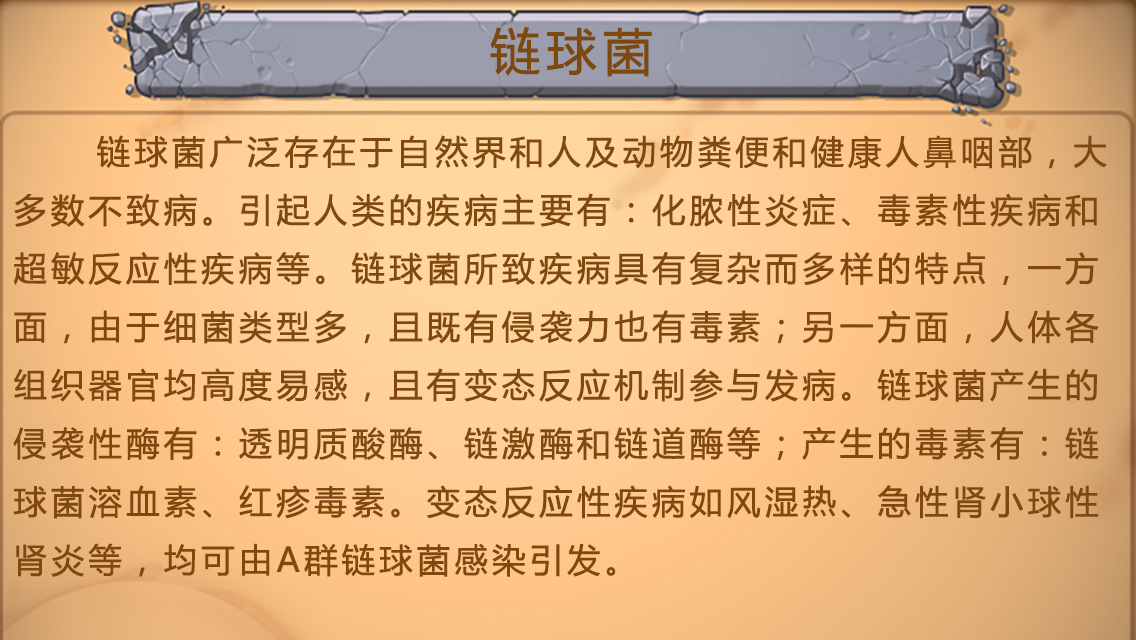 链球菌
链球菌广泛存在于自然界和人及动物粪便和健康人鼻咽部，大
多数不致病。引起人类的疾病主要有：化脓性炎症、毒素性疾病和
超敏反应性疾病等。链球菌所致疾病具有复杂而多样的特点，一方
面，由于细菌类型多，且既有侵袭力也有毒素；另一方面，人体各
组织器官均高度易感，且有变态反应机制参与发病。链球菌产生的
侵袭性酶有：透明质酸酶、链激酶和链道酶等；产生的毒素有：链
球菌溶血素、红疹毒素。变态反应性疾病如风湿热、急性肾小球性
肾炎等，均可由A群链球菌感染引发。